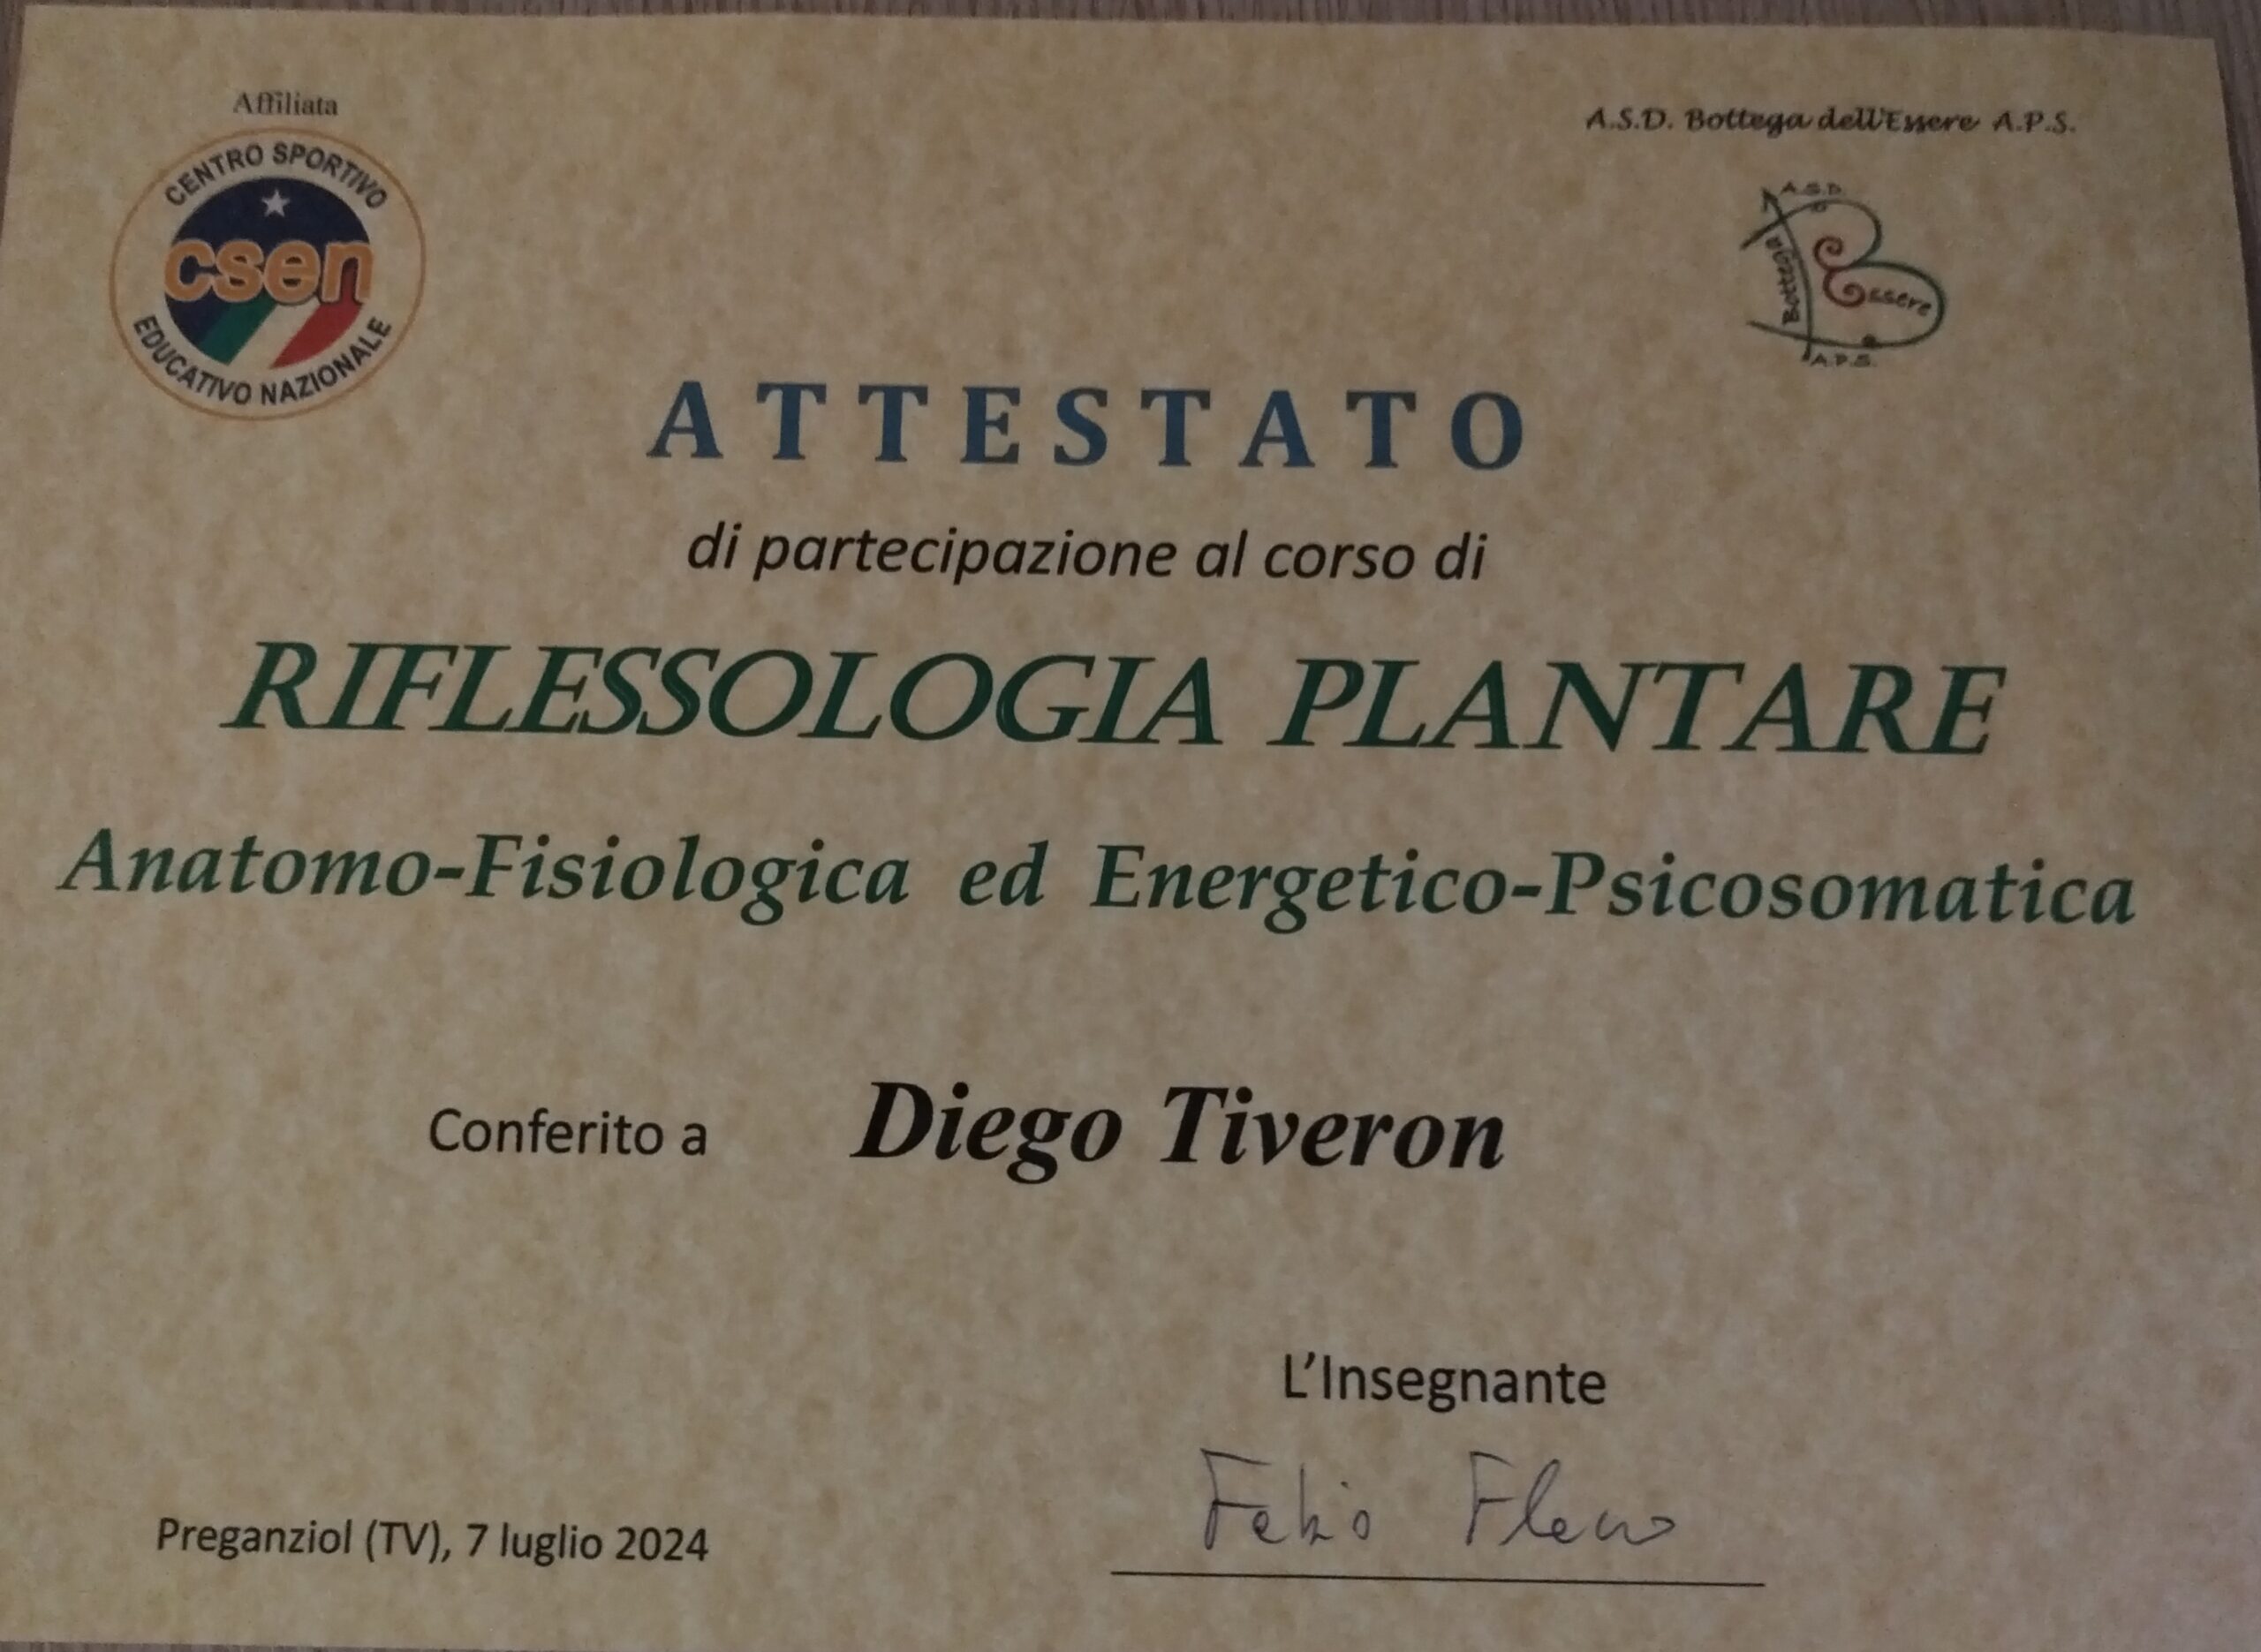 Affiliata
CENTRO SPORTIVO
csen
EDUCATIVO NAZIONALE
A.S.D. Bottega dell'Essere A.P.S.
A.S.D.
Bottega
Essere
A.P.S.
ATTESTATO
di partecipazione al corso di
RIFLESSOLOGIA PLANTARE
Anatomo-Fisiologica ed Energetico-Psicosomatica
Conferito a Diego Tiveron
L'Insegnante
Fabio
Preganziol (TV), 7 luglio 2024